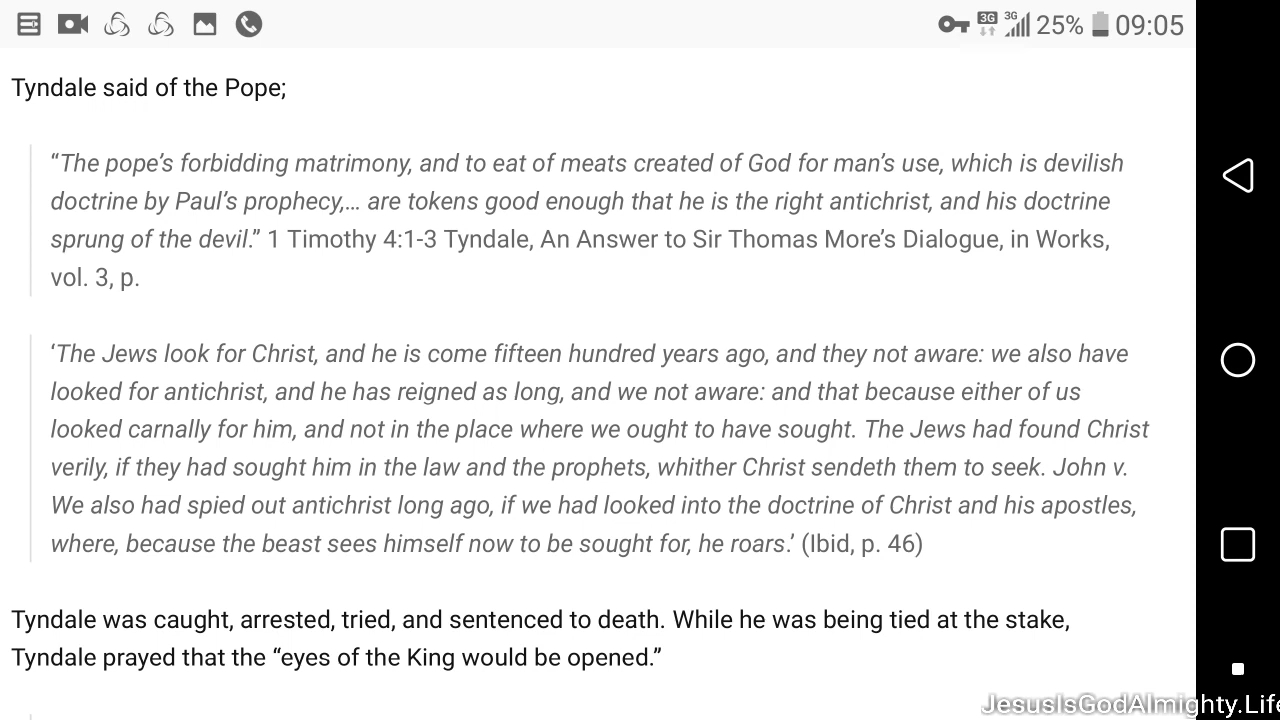 3G 3G 25% 09:05
Tyndale said of the Pope;
“The pope’s forbidding matrimony, and to eat of meats created of God for man’s use, which is devilish
doctrine by Paul’s prophecy,… are tokens good enough that he is the right antichrist, and his doctrine
sprung of the devil.” 1 Timothy 4:1-3 Tyndale, An Answer to Sir Thomas More’s Dialogue, in Works,
vol. 3, p.
‘The Jews look for Christ, and he is come fifteen hundred years ago, and they not aware: we also have
looked for antichrist, and he has reigned as long, and we not aware: and that because either of us
looked carnally for him, and not in the place where we ought to have sought. The Jews had found Christ
verily, if they had sought him in the law and the prophets, whither Christ sendeth them to seek. John v.
We also had spied out antichrist long ago, if we had looked into the doctrine of Christ and his apostles,
where, because the beast sees himself now to be sought for, he roars.’ (Ibid, p. 46)
Tyndale was caught, arrested, tried, and sentenced to death. While he was being tied at the stake,
Tyndale prayed that the “eyes of the King would be opened.”
JesusIsGodAlmighty.Life